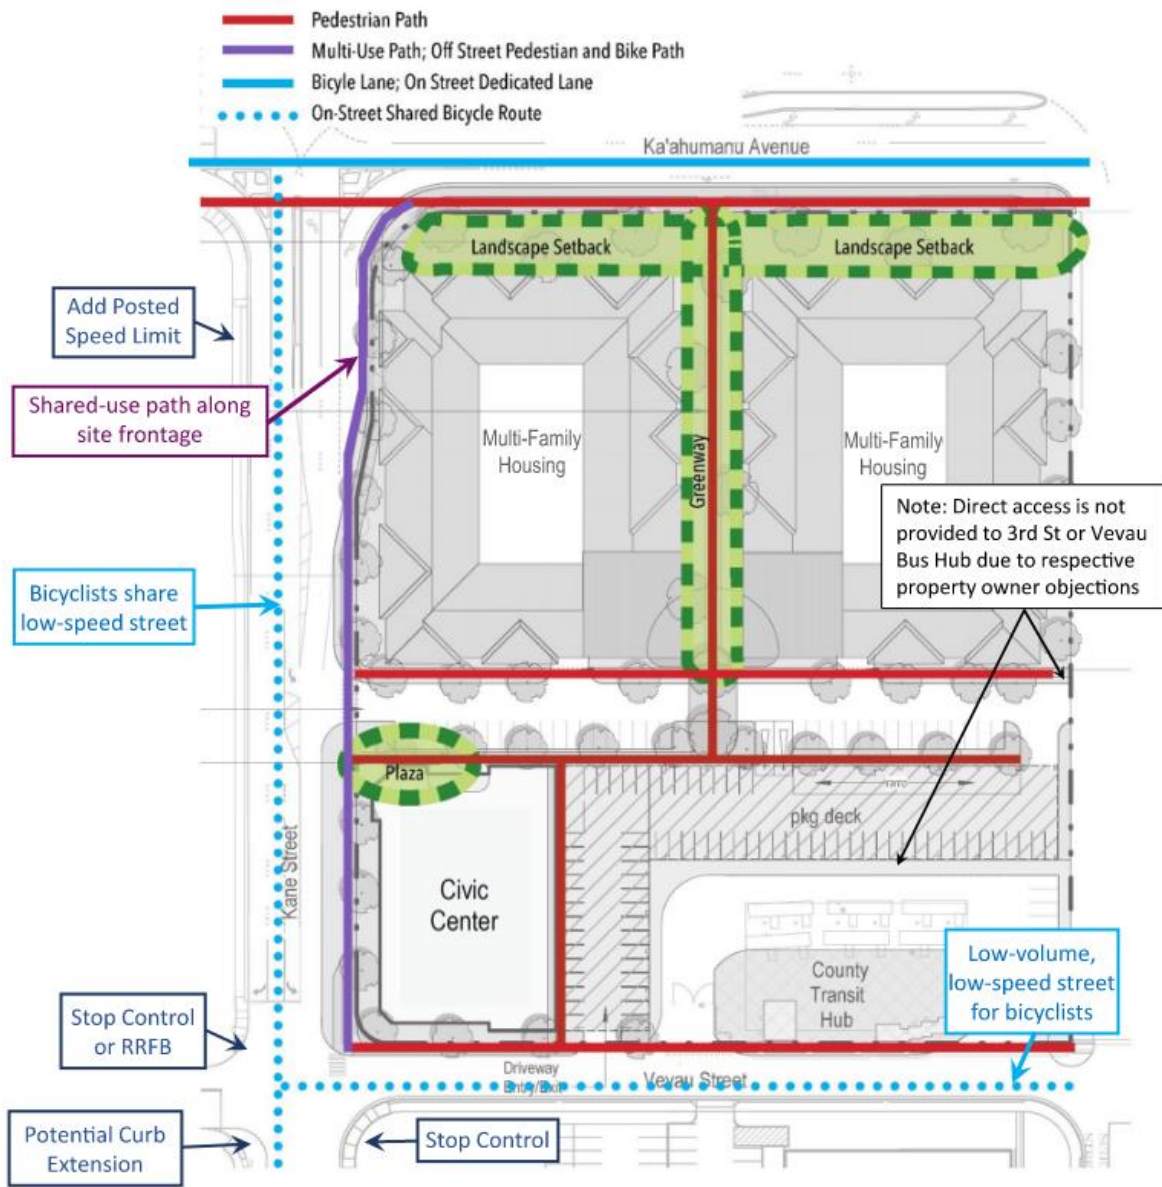 Pedestrian Path
Multi-Use Path; Off Street Pedestian and Bike Path
Bicyle Lane; On Street Dedicated Lane
On-Street Shared Bicycle Route
Ka'ahumanu Avenue
Landscape Setback
Landscape Setback
Add Posted
Speed Limit
Shared-use path along
site frontage
Multi-Family
Housing
Greenway
Multi-Family
Housing
Note: Direct access is not
provided to 3rd St or Vevau
Bus Hub due to respective
property owner objections
Bicyclists share
low-speed street
Plaza
pkg deck
Kane Street
Civic
Center
County
Transit
Hub
Low-volume,
low-speed street
for bicyclists
Stop Control
or RRFB
Driveway
Entry/Exit
Vevau Street
Potential Curb
Extension
Stop Control